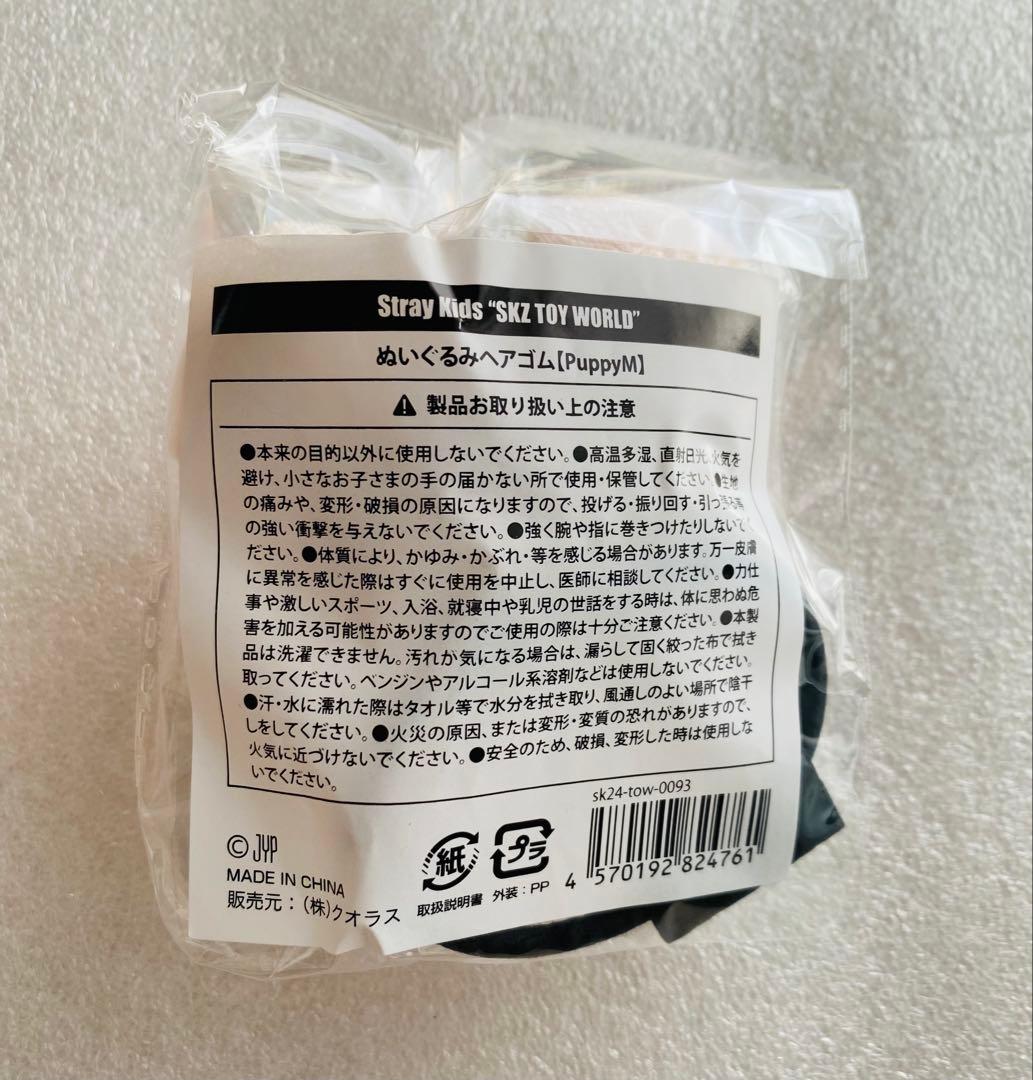 Stray Kids “SKZ TOY WORLD”
ぬいぐるみヘアゴム【PuppyM】
製品お取り扱い上の注意
●本来の目的以外に使用しないでください。●高温多湿、直射日光、火気を
避け、小さなお子さまの手の届かない所で使用・保管してください。●生地
の痛みや、変形・破損の原因になりますので、投げる・振り回す・引っ張る等
の強い衝撃を与えないでください。●強く腕や指に巻きつけたりしないでく
ださい。●体質により、かゆみ・かぶれ・等を感じる場合があります。万一皮膚
に異常を感じた際はすぐに使用を中止し、医師に相談してください。●力仕
事や激しいスポーツ、入浴、就寝中や乳児の世話をする時は、体に思わぬ危
害を加える可能性がありますのでご使用の際は十分ご注意ください。●本製
品は洗濯できません。汚れが気になる場合は、濡らして固く絞った布で拭き
取ってください。ベンジンやアルコール系溶剤などは使用しないでください。
●汗・水に濡れた際はタオル等で水分を拭き取り、風通しのよい場所で陰干
しをしてください。●火災の原因、または変形・変質の恐れがありますので、
火気に近づけないでください。●安全のため、破損、変形した時は使用しな
いでください。
sk24-tow-0093
4 570192 824761
© JYP
MADE IN CHINA
販売元：(株)クオラス
紙
取扱説明書
プラ
外装：PP